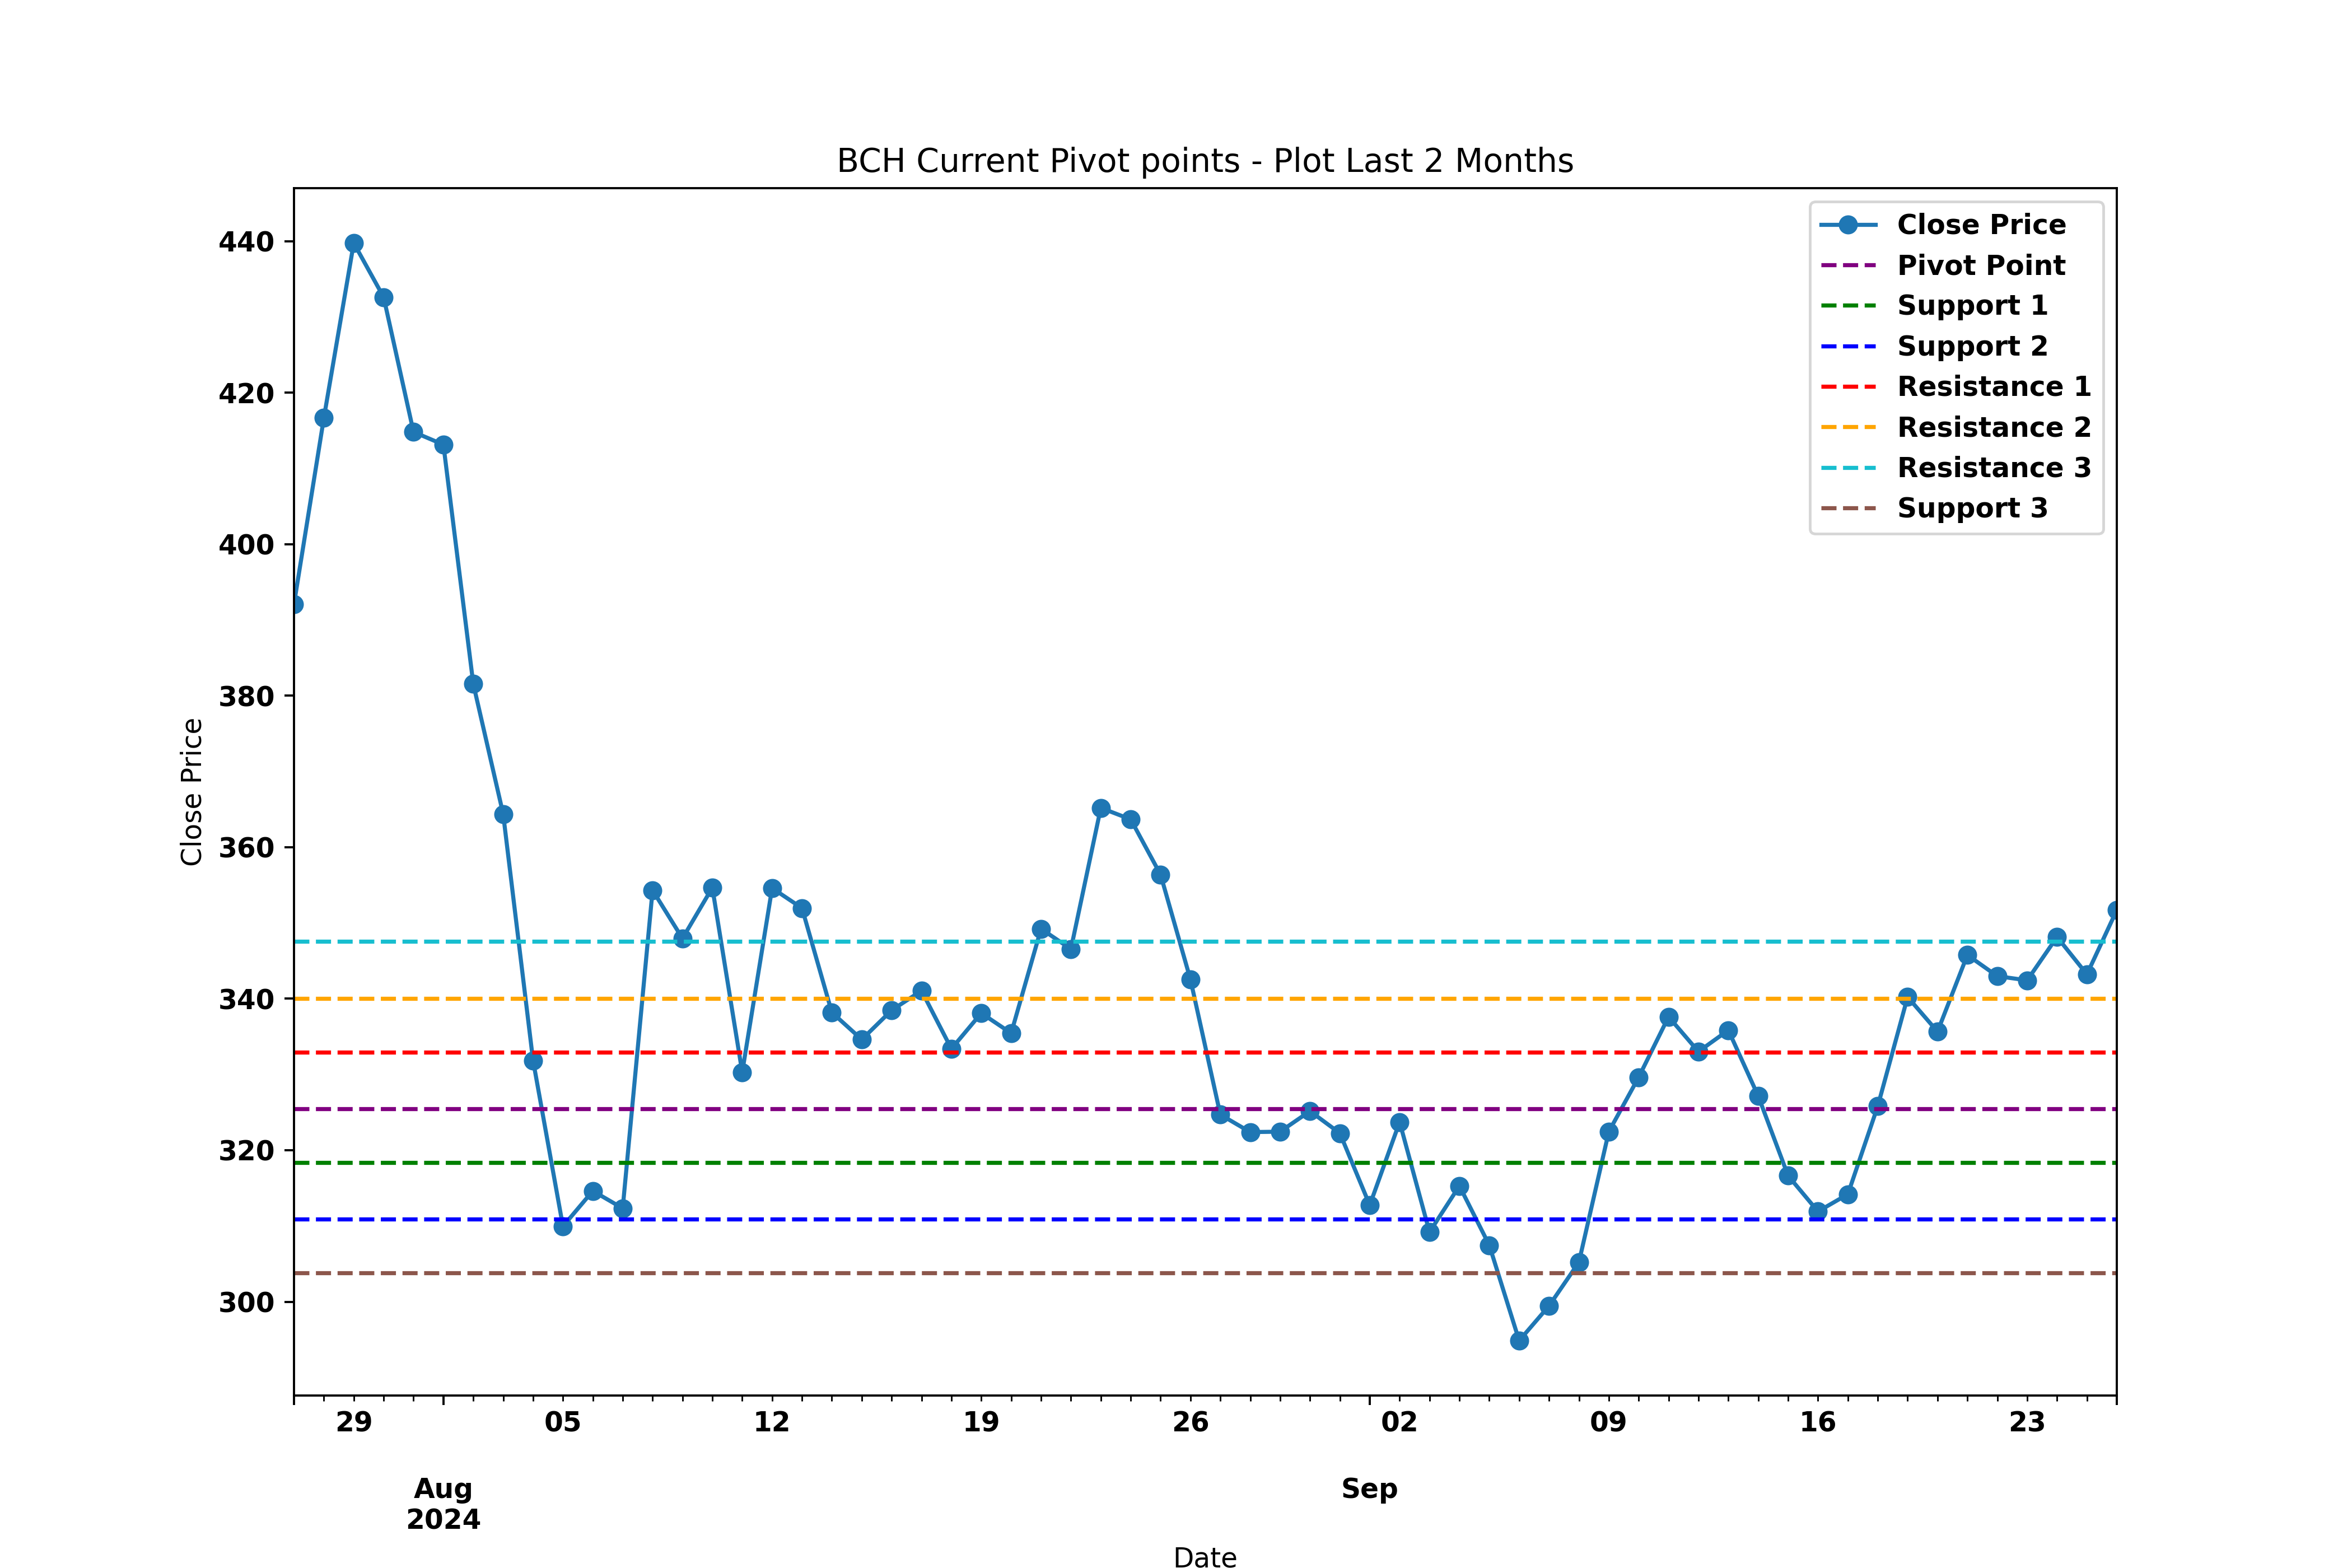 BCH Current Pivot points - Plot Last 2 Months
Close Price
Pivot Point
Support 1
Support 2
Resistance 1
Resistance 2
Resistance 3
Support 3
Close Price
440
420
400
380
360
340
320
300
29 05 12 19 26 02 09 16 23
Aug Sep
2024
Date